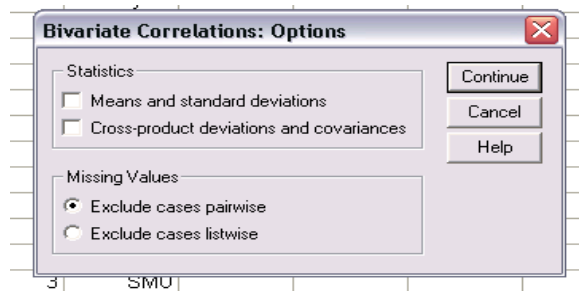 Bivariate Correlations: Options
Statistics
Means and standard deviations
Cross-product deviations and covariances
Missing Values
Exclude cases pairwise
Exclude cases listwise
Continue
Cancel
Help
3 SMU